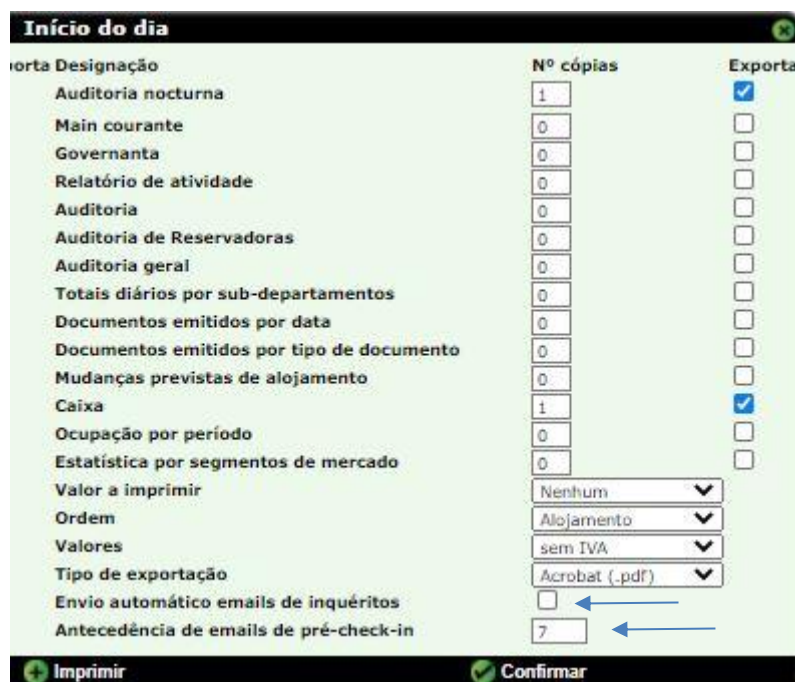 Início do dia
orta Designação Nº cópias Exporta
Auditoria nocturna 1
Main courante 0
Governanta 0
Relatório de atividade 0
Auditoria 0
Auditoria de Reservadoras 0
Auditoria geral 0
Totais diários por sub-departamentos 0
Documentos emitidos por data 0
Documentos emitidos por tipo de documento 0
Mudanças previstas de alojamento 0
Caixa 1
Ocupação por período 0
Estatística por segmentos de mercado 0
Valor a imprimir Nenhum
Ordem Alojamento
Valores sem IVA
Tipo de exportação Acrobat (.pdf)
Envio automático emails de inquéritos
Antecedência de emails de pré-check-in 7
Imprimir Confirmar